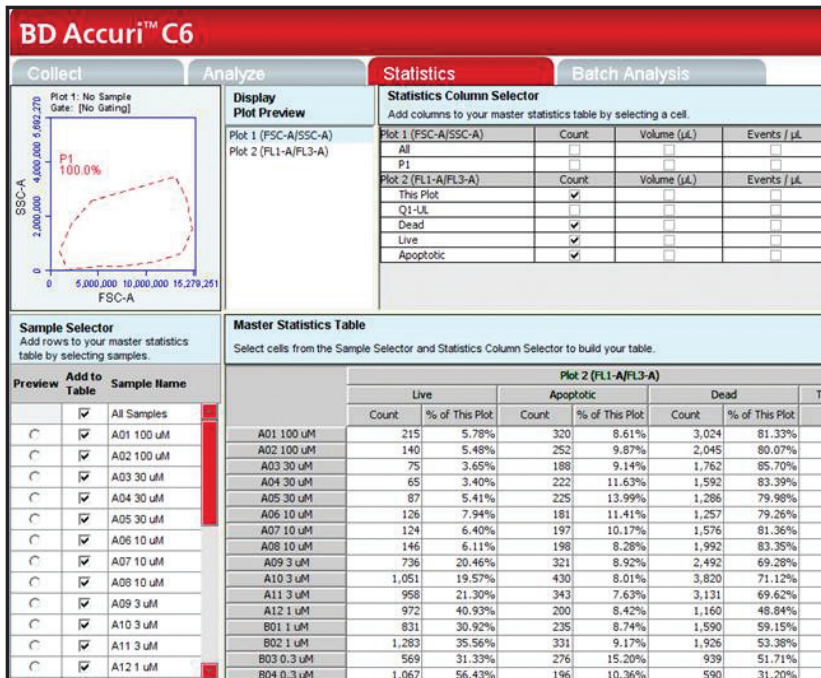 BD Accuri™ C6
Collect Analyze Statistics Batch Analysis
Plot 1: No Sample
Gate: [No Gating]
P1
100.0%
SSC-A
0 2,000,000 4,000,000 5,692,270
0 5,000,000 10,000,000 15,279,251
FSC-A
Display
Plot Preview
Plot 1 (FSC-A/SSC-A)
Plot 2 (FL1-A/FL3-A)
Statistics Column Selector
Add columns to your master statistics table by selecting a cell.
Plot 1 (FSC-A/SSC-A) Count Volume (µL) Events / µL
All
P1
Plot 2 (FL1-A/FL3-A) Count Volume (µL) Events / µL
This Plot
Q1-UL
Dead
Live
Apoptotic
Sample Selector
Add rows to your master statistics
table by selecting samples.
Preview Add to Table Sample Name
All Samples
A01 100 uM
A02 100 uM
A03 30 uM
A04 30 uM
A05 30 uM
A06 10 uM
A07 10 uM
A08 10 uM
A09 3 uM
A10 3 uM
A11 3 uM
A12 1 uM
Master Statistics Table
Select cells from the Sample Selector and Statistics Column Selector to build your table.
Plot 2 (FL1-A/FL3-A)
Live Apoptotic Dead T
Count % of This Plot Count % of This Plot Count % of This Plot
A01 100 uM 215 5.78% 320 8.61% 3,024 81.33%
A02 100 uM 140 5.48% 252 9.87% 2,045 80.07%
A03 30 uM 75 3.65% 188 9.14% 1,762 85.70%
A04 30 uM 65 3.40% 222 11.63% 1,592 83.39%
A05 30 uM 87 5.41% 225 13.99% 1,286 79.98%
A06 10 uM 126 7.94% 181 11.41% 1,257 79.26%
A07 10 uM 124 6.40% 197 10.17% 1,576 81.36%
A08 10 uM 146 6.11% 198 8.28% 1,992 83.35%
A09 3 uM 736 20.46% 321 8.92% 2,492 69.28%
A10 3 uM 1,051 19.57% 430 8.01% 3,820 71.12%
A11 3 uM 958 21.30% 343 7.63% 3,131 69.62%
A12 1 uM 972 40.93% 200 8.42% 1,160 48.84%
B01 1 uM 831 30.92% 235 8.74% 1,590 59.15%
B02 1 uM 1,283 35.56% 331 9.17% 1,926 53.38%
B03 0.3 uM 569 31.33% 276 15.20% 939 51.71%
B04 0.3 uM 1,067 56.43% 196 10.36% 590 31.20%